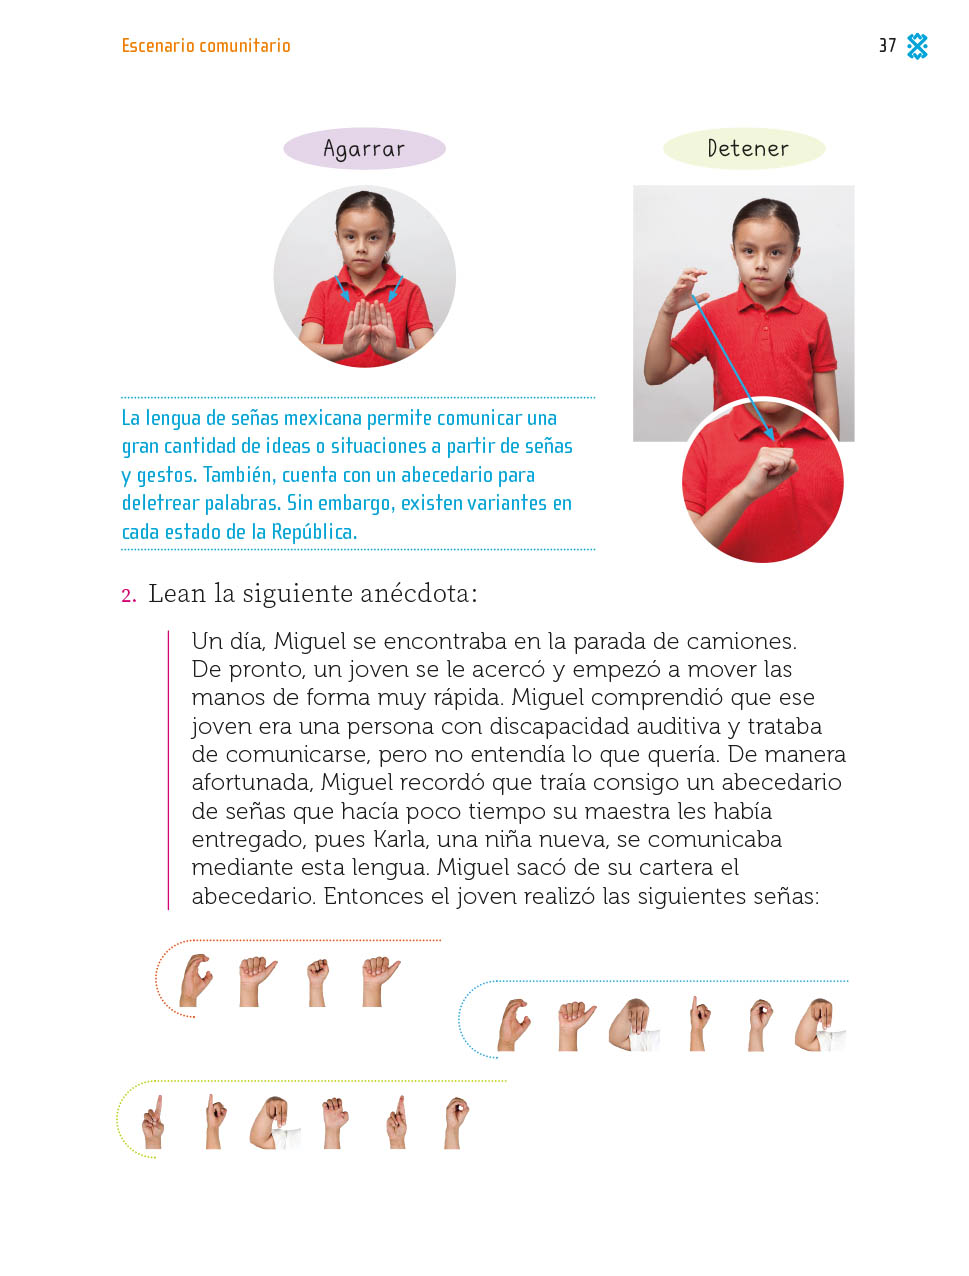 Escenario comunitario
37
Agarrar
Detener
La lengua de señas mexicana permite comunicar una
gran cantidad de ideas o situaciones a partir de señas
y gestos. También, cuenta con un abecedario para
deletrear palabras. Sin embargo, existen variantes en
cada estado de la República.
2. Lean la siguiente anécdota:
Un día, Miguel se encontraba en la parada de camiones.
De pronto, un joven se le acercó y empezó a mover las
manos de forma muy rápida. Miguel comprendió que ese
joven era una persona con discapacidad auditiva y trataba
de comunicarse, pero no entendía lo que quería. De manera
afortunada, Miguel recordó que traía consigo un abecedario
de señas que hacía poco tiempo su maestra les había
entregado, pues Karla, una niña nueva, se comunicaba
mediante esta lengua. Miguel sacó de su cartera el
abecedario. Entonces el joven realizó las siguientes señas: